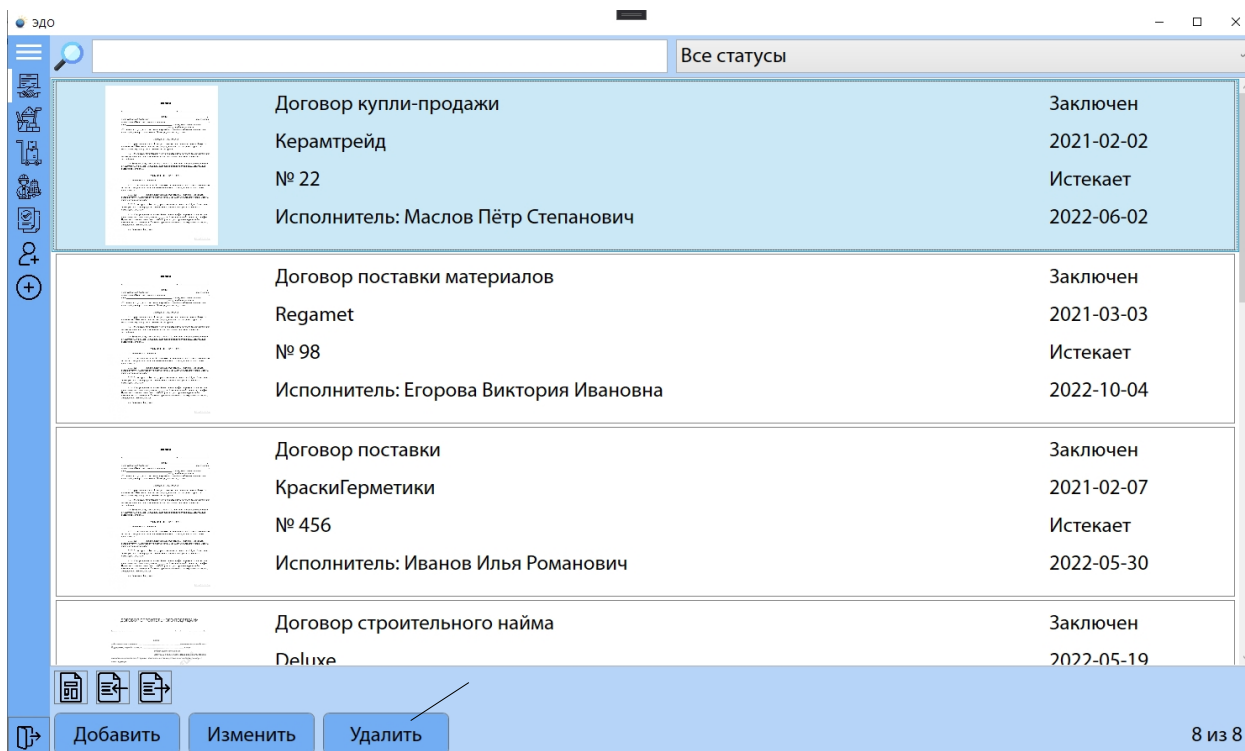 ЭДО
Все статусы
Договор купли-продажи Заключен
Керамтрейд 2021-02-02
№ 22 Истекает
Исполнитель: Маслов Пётр Степанович 2022-06-02
Договор поставки материалов Заключен
Regamet 2021-03-03
№ 98 Истекает
Исполнитель: Егорова Виктория Ивановна 2022-10-04
Договор поставки Заключен
КраскиГерметики 2021-02-07
№ 456 Истекает
Исполнитель: Иванов Илья Романович 2022-05-30
Договор строительного найма Заключен
Deluxe 2022-05-19
Добавить Изменить Удалить 8 из 8